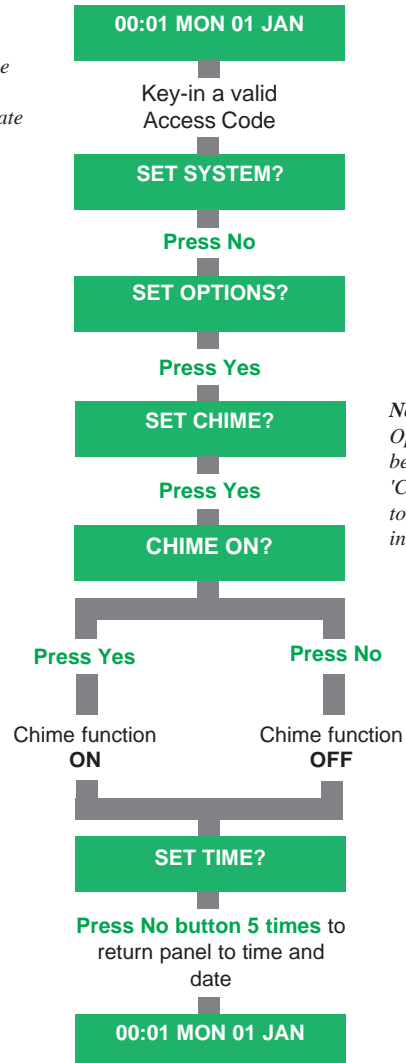 00:01 MON 01 JAN
Key-in a valid
Access Code
SET SYSTEM?
Press No
SET OPTIONS?
Press Yes
SET CHIME?
Press Yes
CHIME ON?
Press Yes
Press No
Chime function
ON
Chime function
OFF
SET TIME?
Press No button 5 times to
return panel to time and
date
00:01 MON 01 JAN